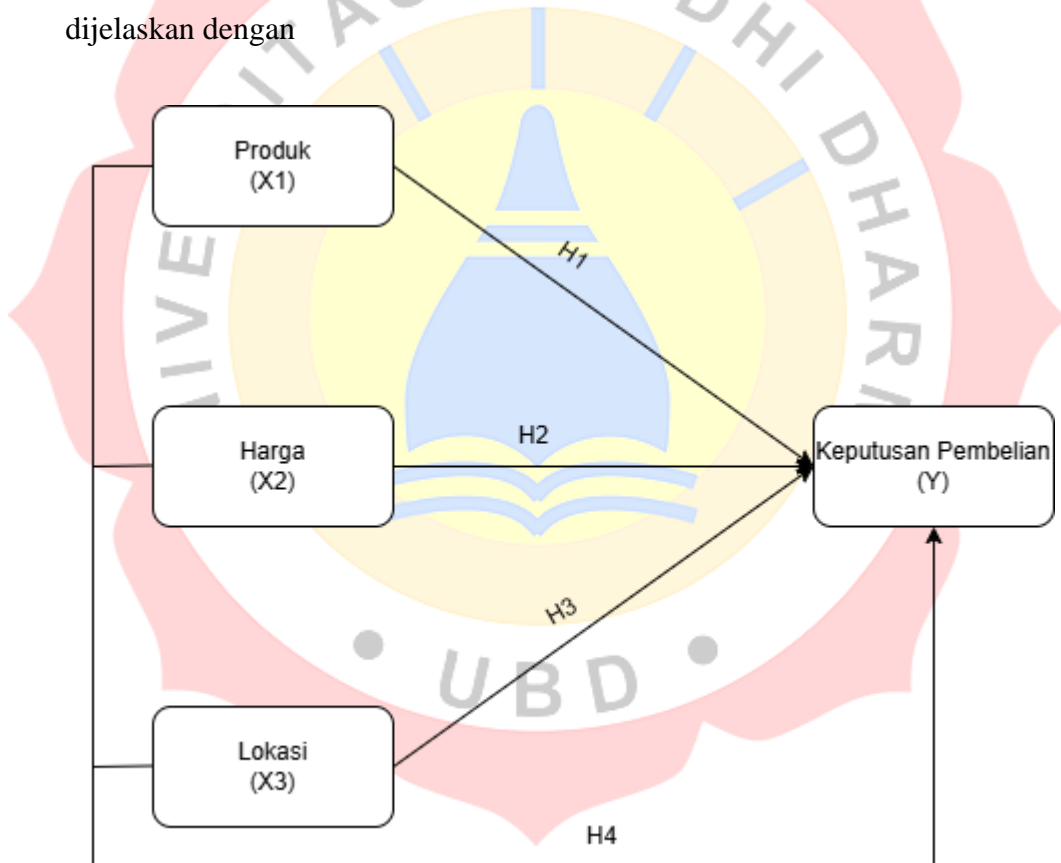 dijelaskan dengan
Produk
(X1)
H1
Harga
(X2)
H2
Keputusan Pembelian
(Y)
H3
Lokasi
(X3)
H4
UBD